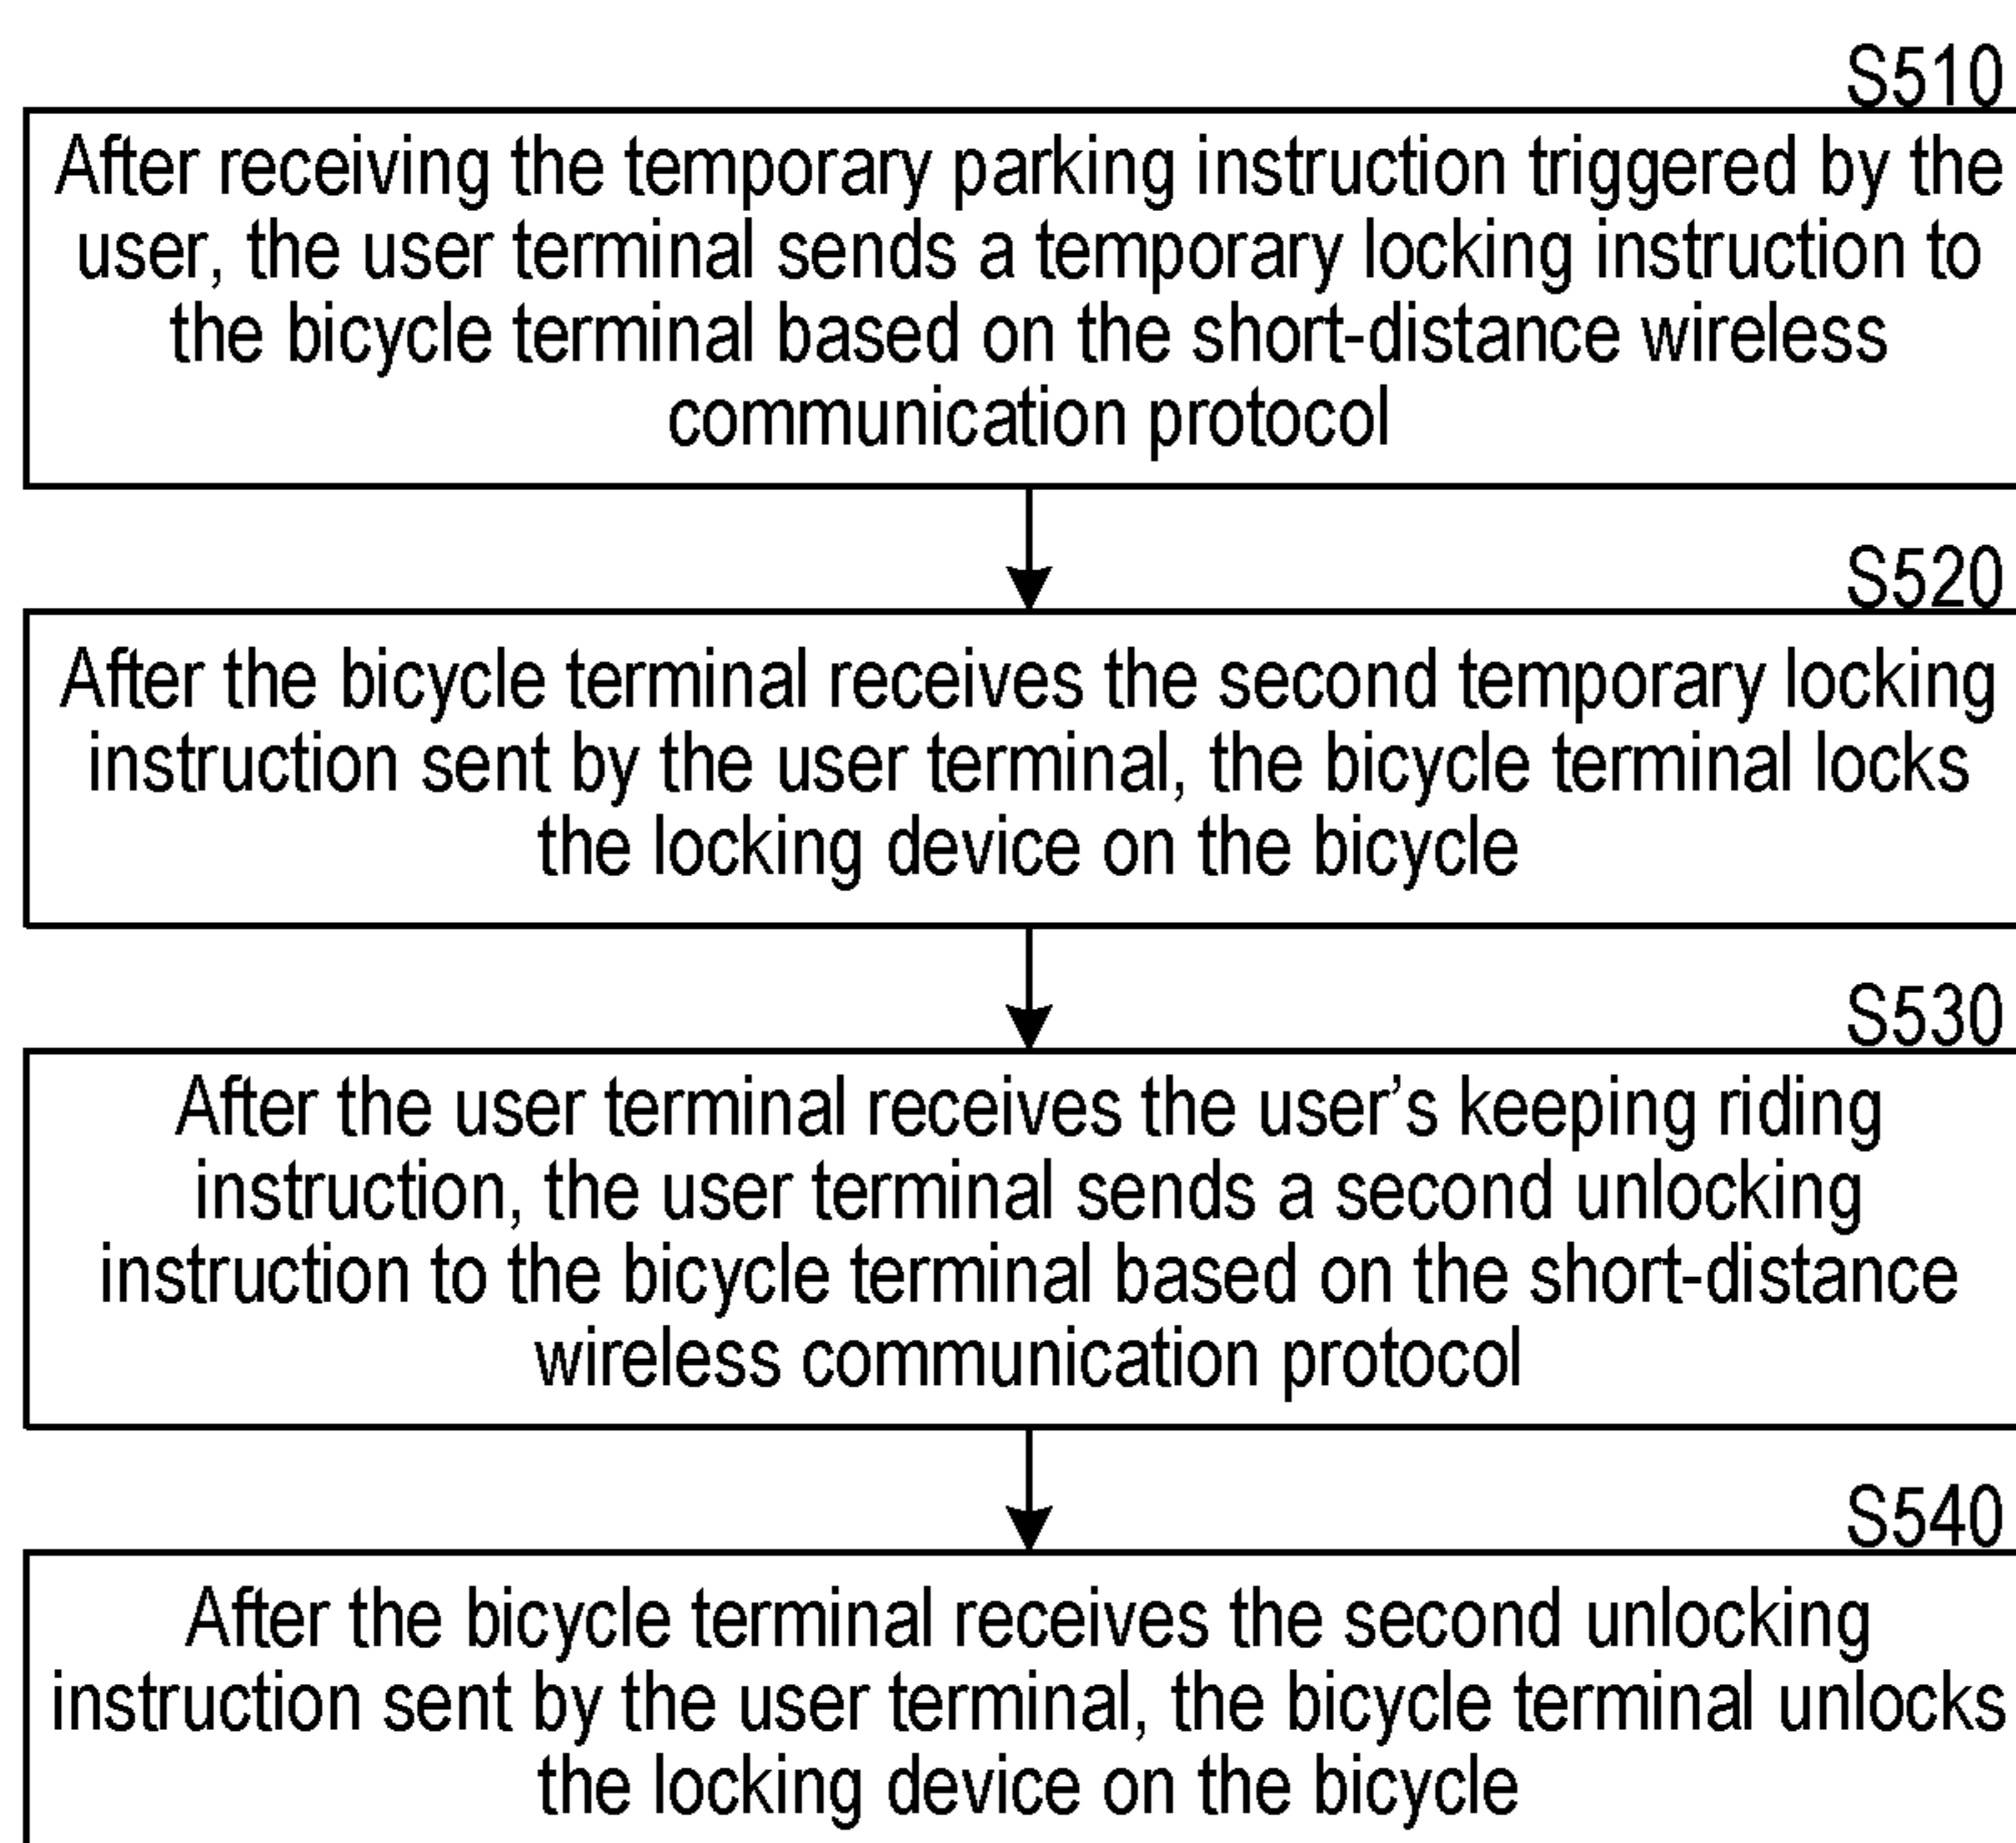 S510
After receiving the temporary parking instruction triggered by the
user, the user terminal sends a temporary locking instruction to
the bicycle terminal based on the short-distance wireless
communication protocol
S520
After the bicycle terminal receives the second temporary locking
instruction sent by the user terminal, the bicycle terminal locks
the locking device on the bicycle
S530
After the user terminal receives the user’s keeping riding
instruction, the user terminal sends a second unlocking
instruction to the bicycle terminal based on the short-distance
wireless communication protocol
S540
After the bicycle terminal receives the second unlocking
instruction sent by the user terminal, the bicycle terminal unlocks
the locking device on the bicycle